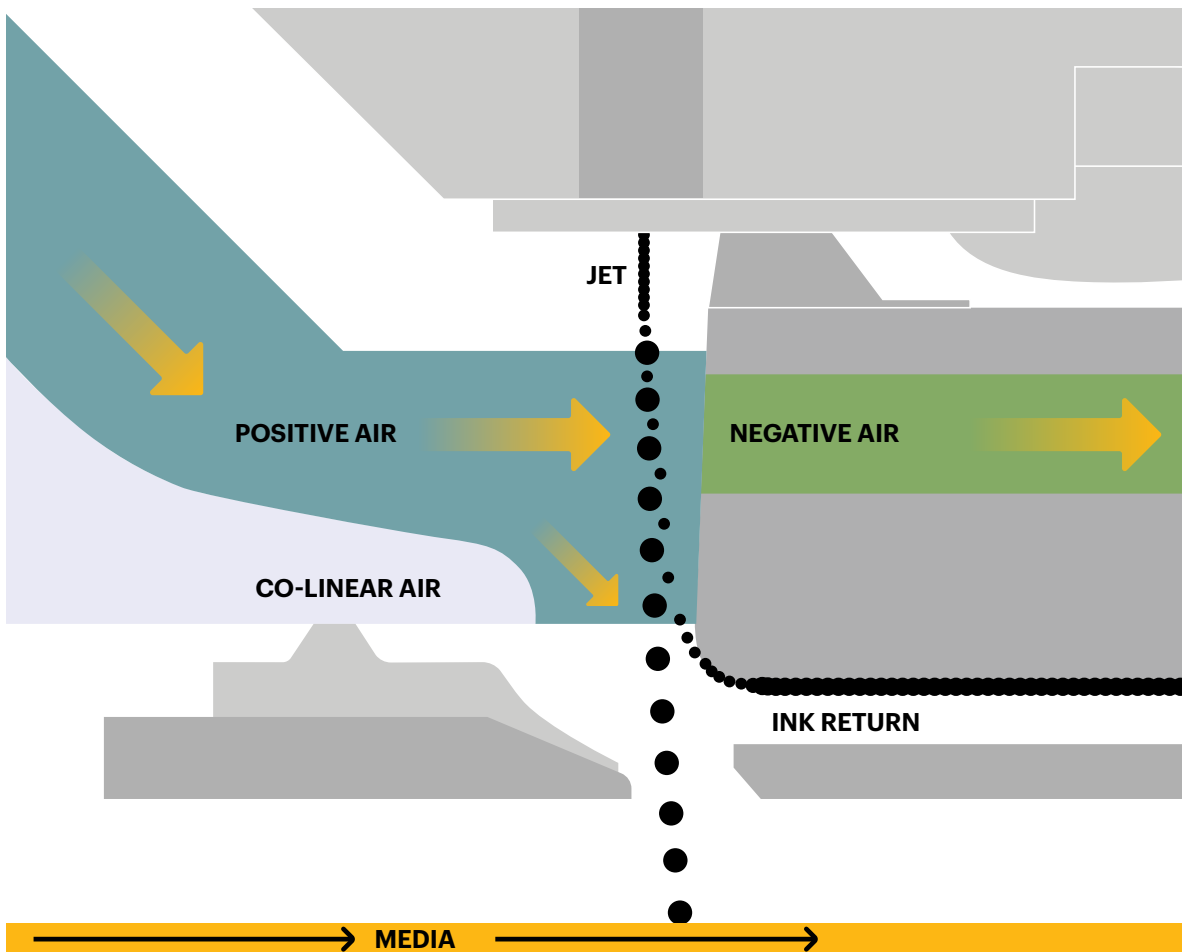 JET
POSITIVE AIR
NEGATIVE AIR
CO-LINEAR AIR
INK RETURN
MEDIA